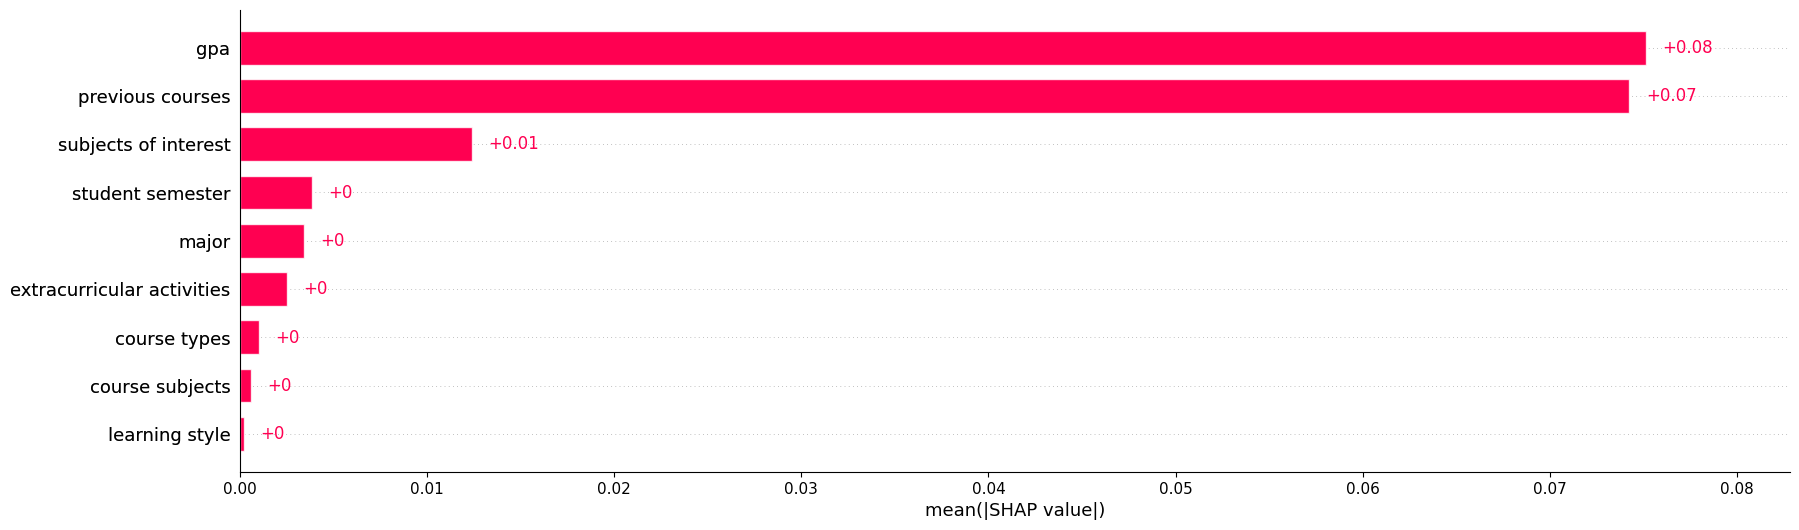 gpa +0.08
previous courses +0.07
subjects of interest +0.01
student semester +0
major +0
extracurricular activities +0
course types +0
course subjects +0
learning style +0
0.00 0.01 0.02 0.03 0.04 0.05 0.06 0.07 0.08
mean(|SHAP value|)